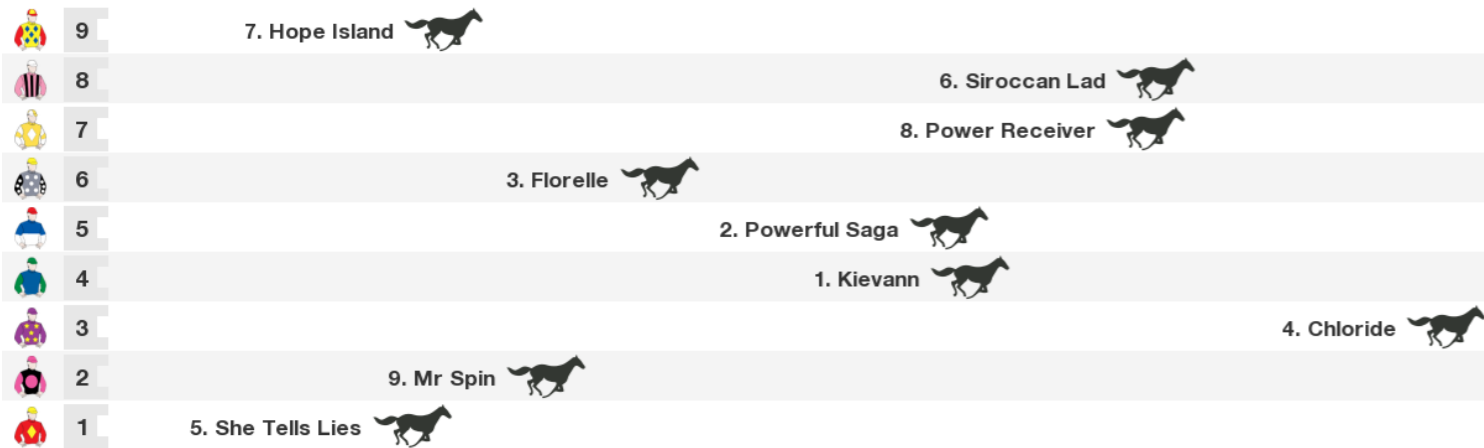 9 7. Hope Island
8 6. Siroccan Lad
7 8. Power Receiver
6 3. Florelle
5 2. Powerful Saga
4 1. Kievann
3 4. Chloride
2 9. Mr Spin
1 5. She Tells Lies